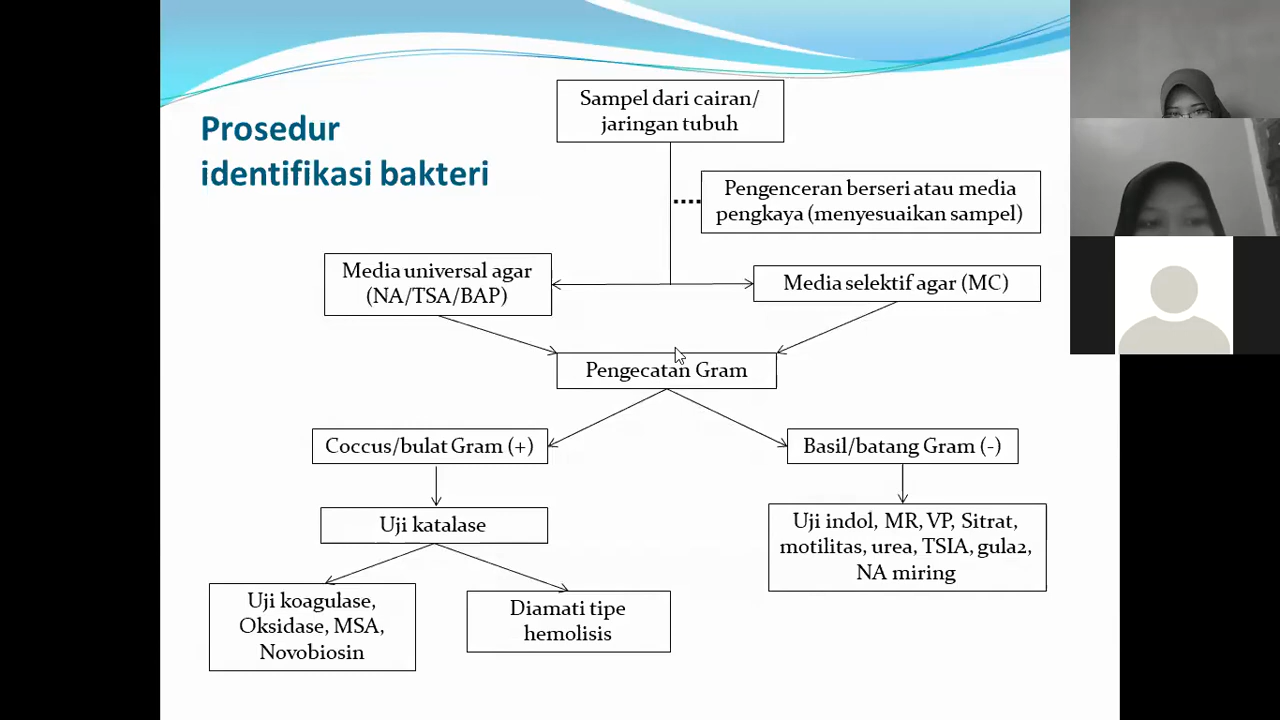 Prosedur
identifikasi bakteri
Sampel dari cairan/
jaringan tubuh
Pengenceran berseri atau media
pengkaya (menyesuaikan sampel)
Media universal agar
(NA/TSA/BAP)
Media selektif agar (MC)
Pengecatan Gram
Coccus/bulat Gram (+)
Basil/batang Gram (-)
Uji katalase
Uji indol, MR, VP, Sitrat,
motilitas, urea, TSIA, gula2,
NA miring
Uji koagulase,
Oksidase, MSA,
Novobiosin
Diamati tipe
hemolisis